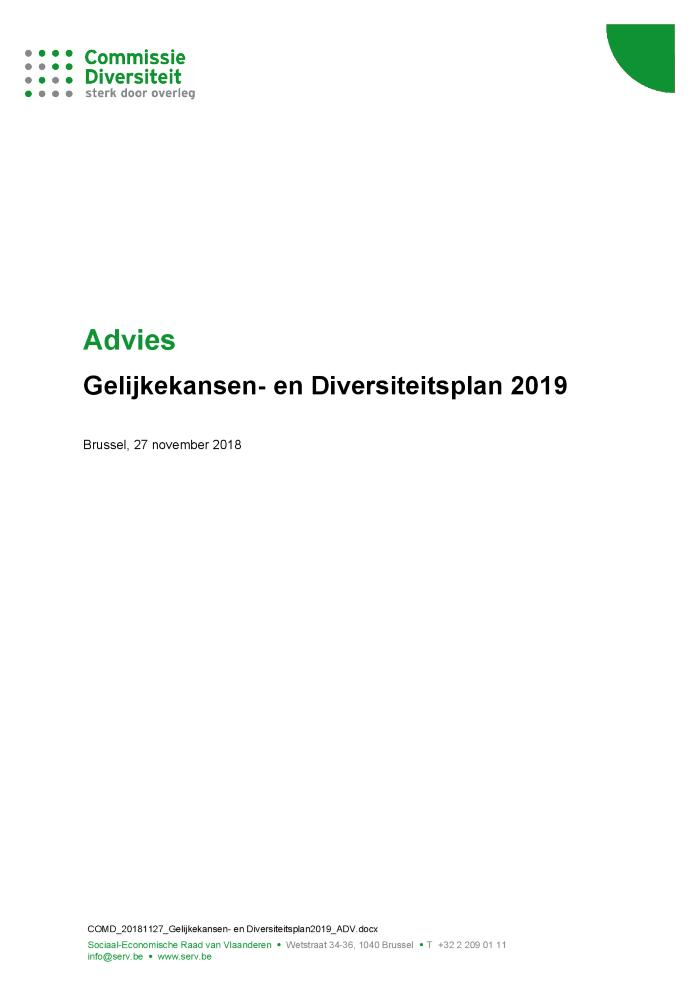 Commissie
Diversiteit
sterk door overleg
Advies
Gelijkekansen- en Diversiteitsplan 2019
Brussel, 27 november 2018
COMD_20181127_Gelijkekansen- en Diversiteitsplan2019_ADV.docx
Sociaal-Economische Raad van Vlaanderen • Wetstraat 34-36, 1040 Brussel • T +32 2 209 01 11
info@serv.be • www.serv.be